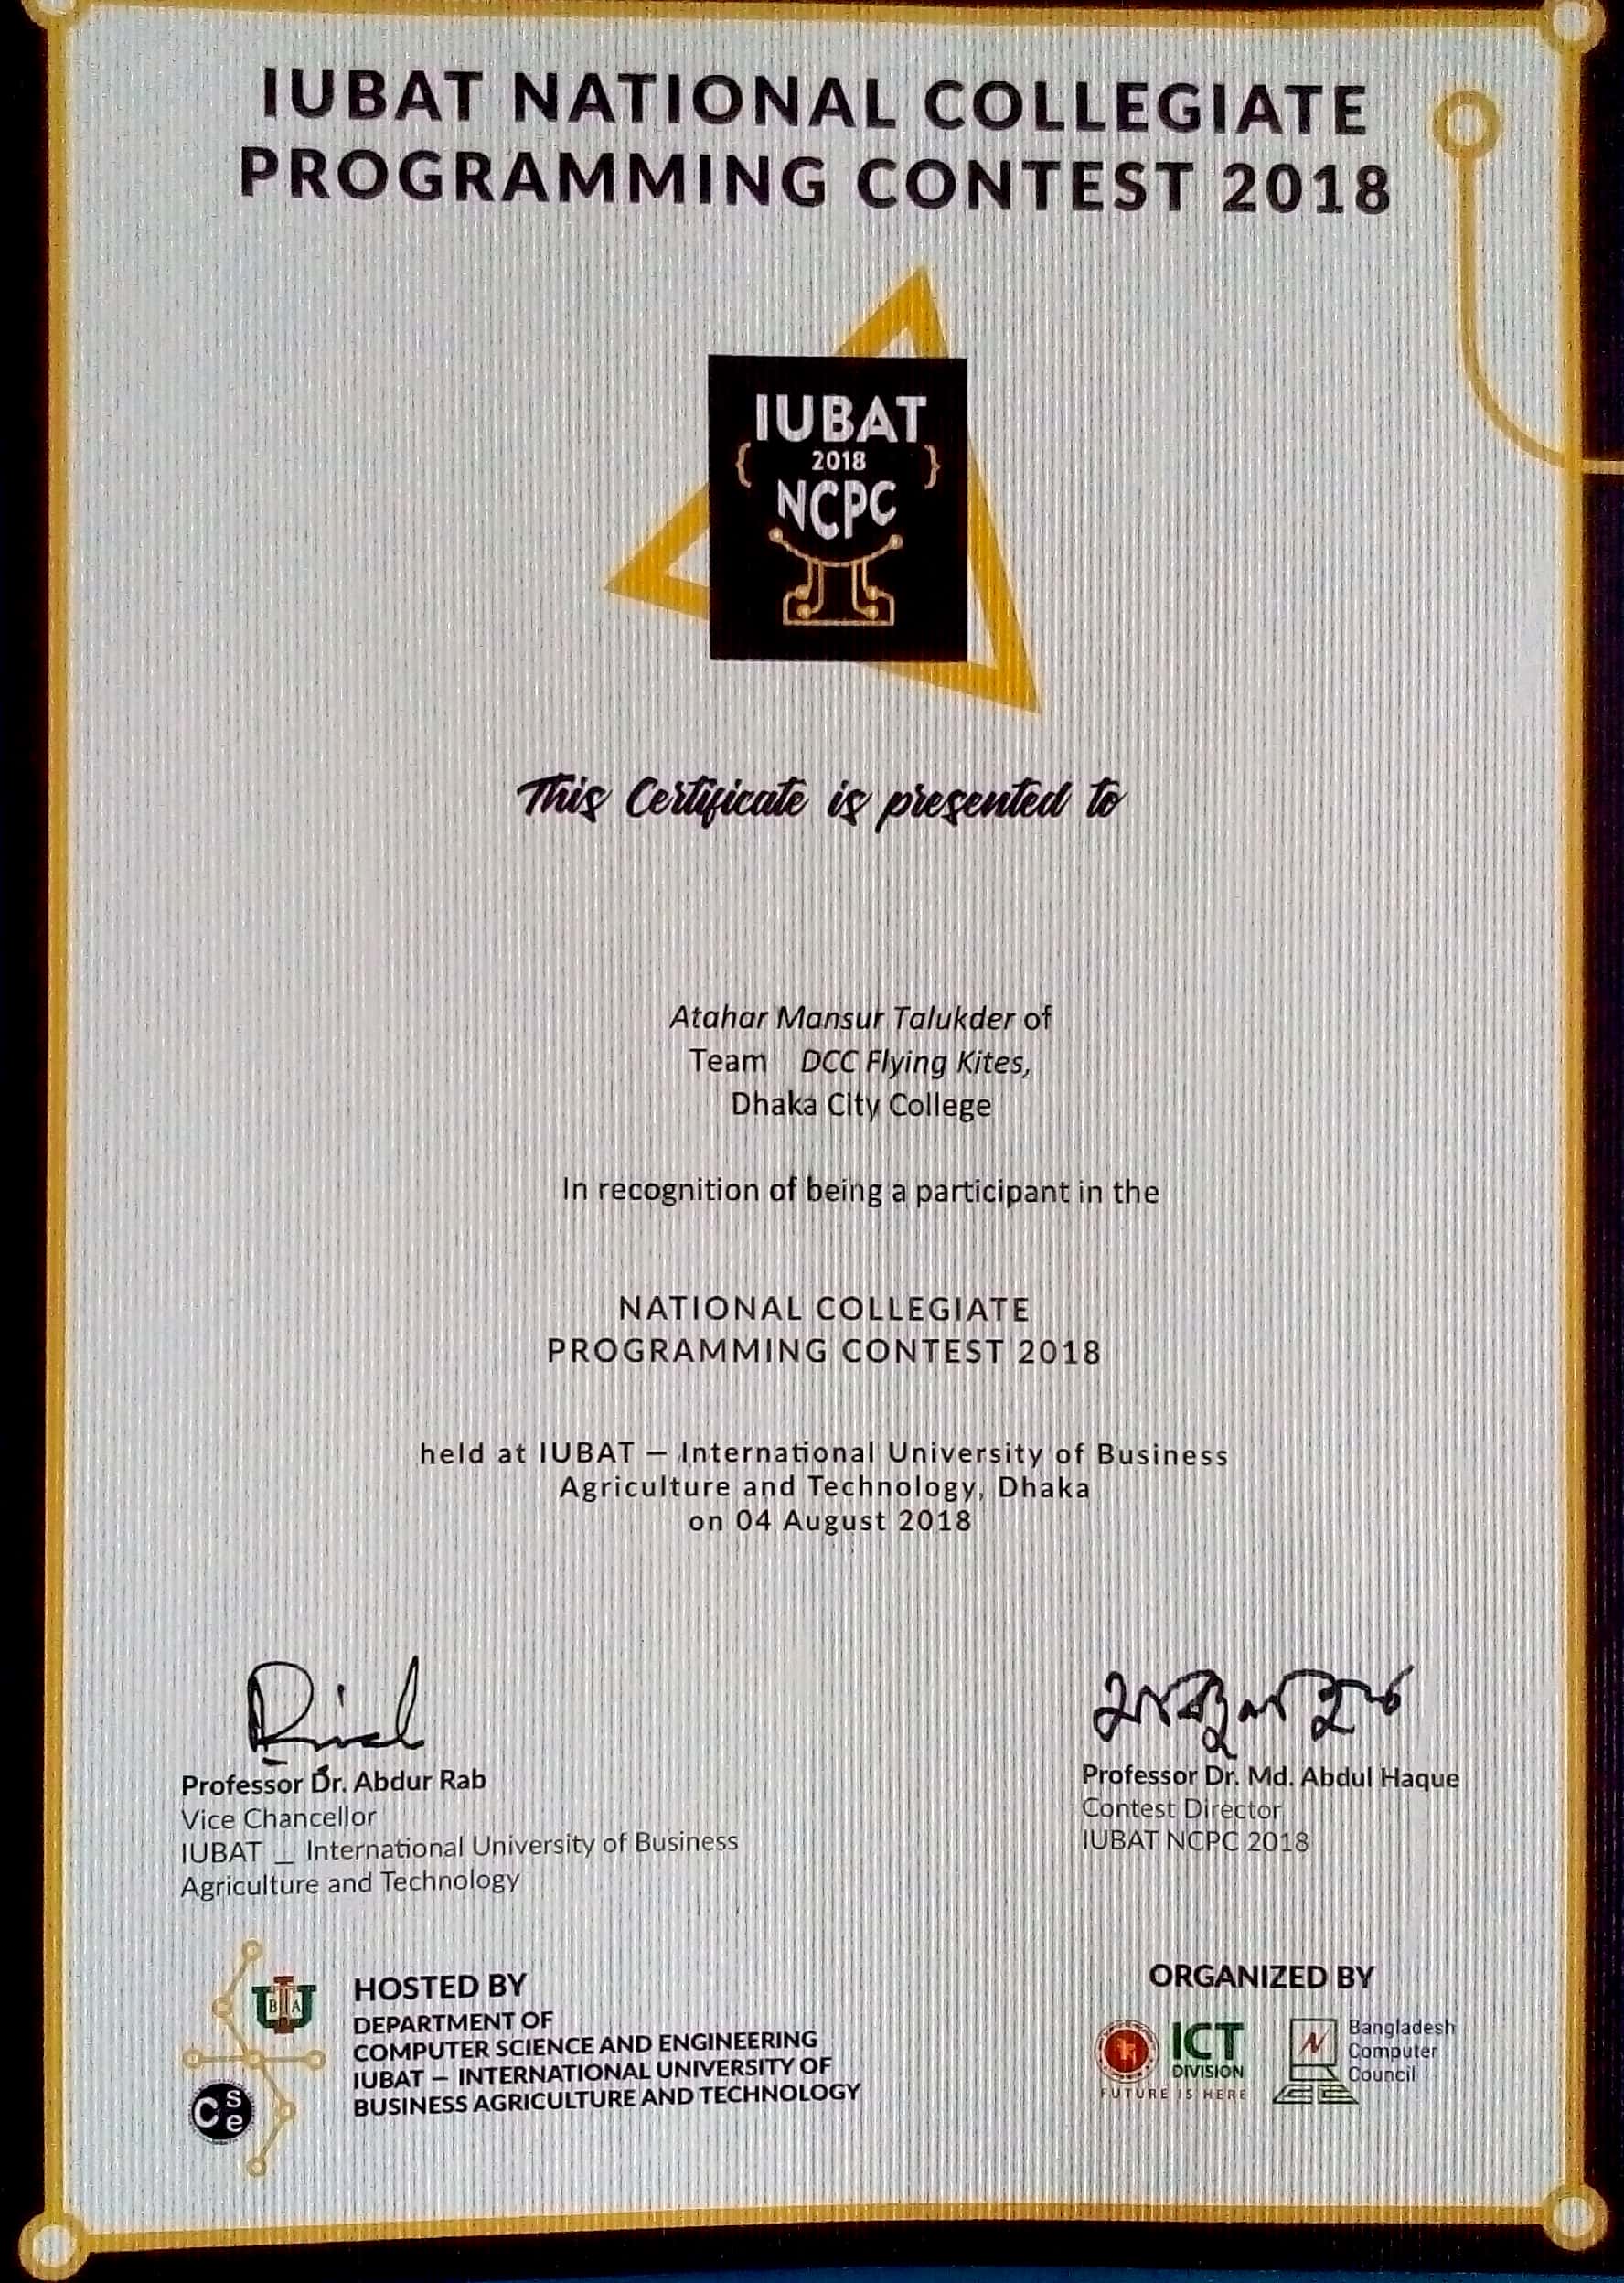 IUBAT NATIONAL COLLEGIATE
PROGRAMMING CONTEST 2018
IUBAT
{ 2018 }
NCPC
This Certificate is presented to
Atahar Mansur Talukder of
Team DCC Flying Kites,
Dhaka City College
In recognition of being a participant in the
NATIONAL COLLEGIATE
PROGRAMMING CONTEST 2018
held at IUBAT – International University of Business
Agriculture and Technology, Dhaka
on 04 August 2018
Professor Dr. Abdur Rab
Vice Chancellor
IUBAT _ International University of Business
Agriculture and Technology
Professor Dr. Md. Abdul Haque
Contest Director
IUBAT NCPC 2018
HOSTED BY
DEPARTMENT OF
COMPUTER SCIENCE AND ENGINEERING
IUBAT – INTERNATIONAL UNIVERSITY OF
BUSINESS AGRICULTURE AND TECHNOLOGY
Cse
ORGANIZED BY
ICT
DIVISION
FUTURE IS HERE
Bangladesh
Computer
Council